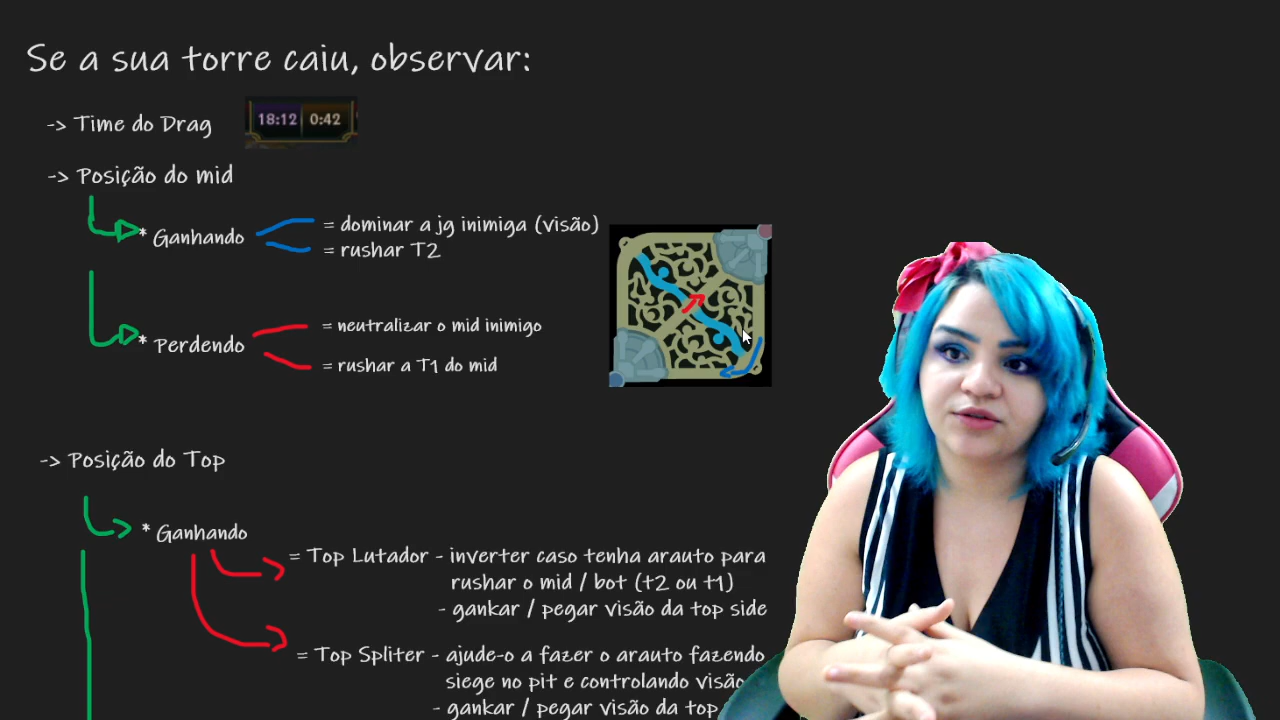 Se a sua torre caiu, observar:
-> Time do Drag
18:12 0:42
-> Posição do mid
* Ganhando
= dominar a jg inimiga (visão)
= rushar T2
* Perdendo
= neutralizar o mid inimigo
= rushar a T1 do mid
-> Posição do Top
* Ganhando
= Top Lutador - inverter caso tenha arauto para
rushar o mid / bot (t2 ou t1)
- gankar / pegar visão da top side
= Top Spliter - ajude-o a fazer o arauto fazendo
siege no pit e controlando visão
- gankar / pegar visão da top